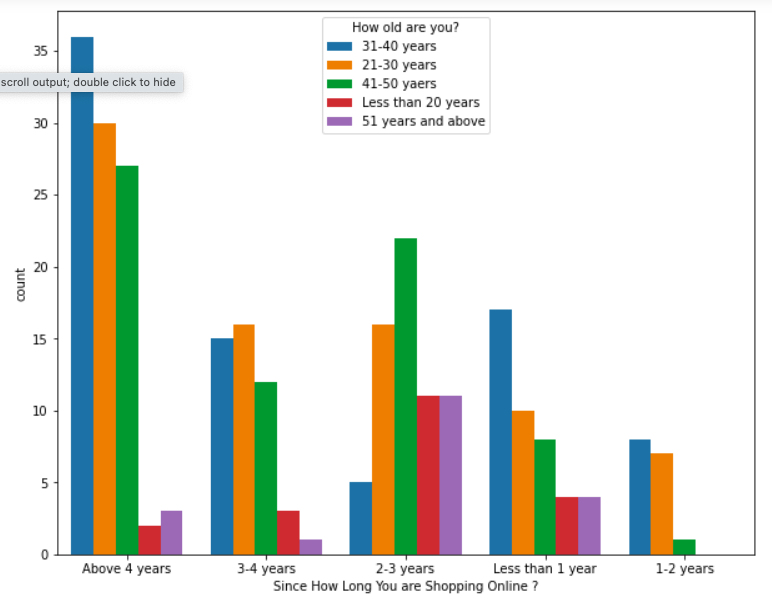 How old are you?
31-40 years
21-30 years
41-50 yaers
Less than 20 years
51 years and above
scroll output; double click to hide
35
30
25
20
15
10
5
0
count
Above 4 years
3-4 years
2-3 years
Less than 1 year
1-2 years
Since How Long You are Shopping Online ?